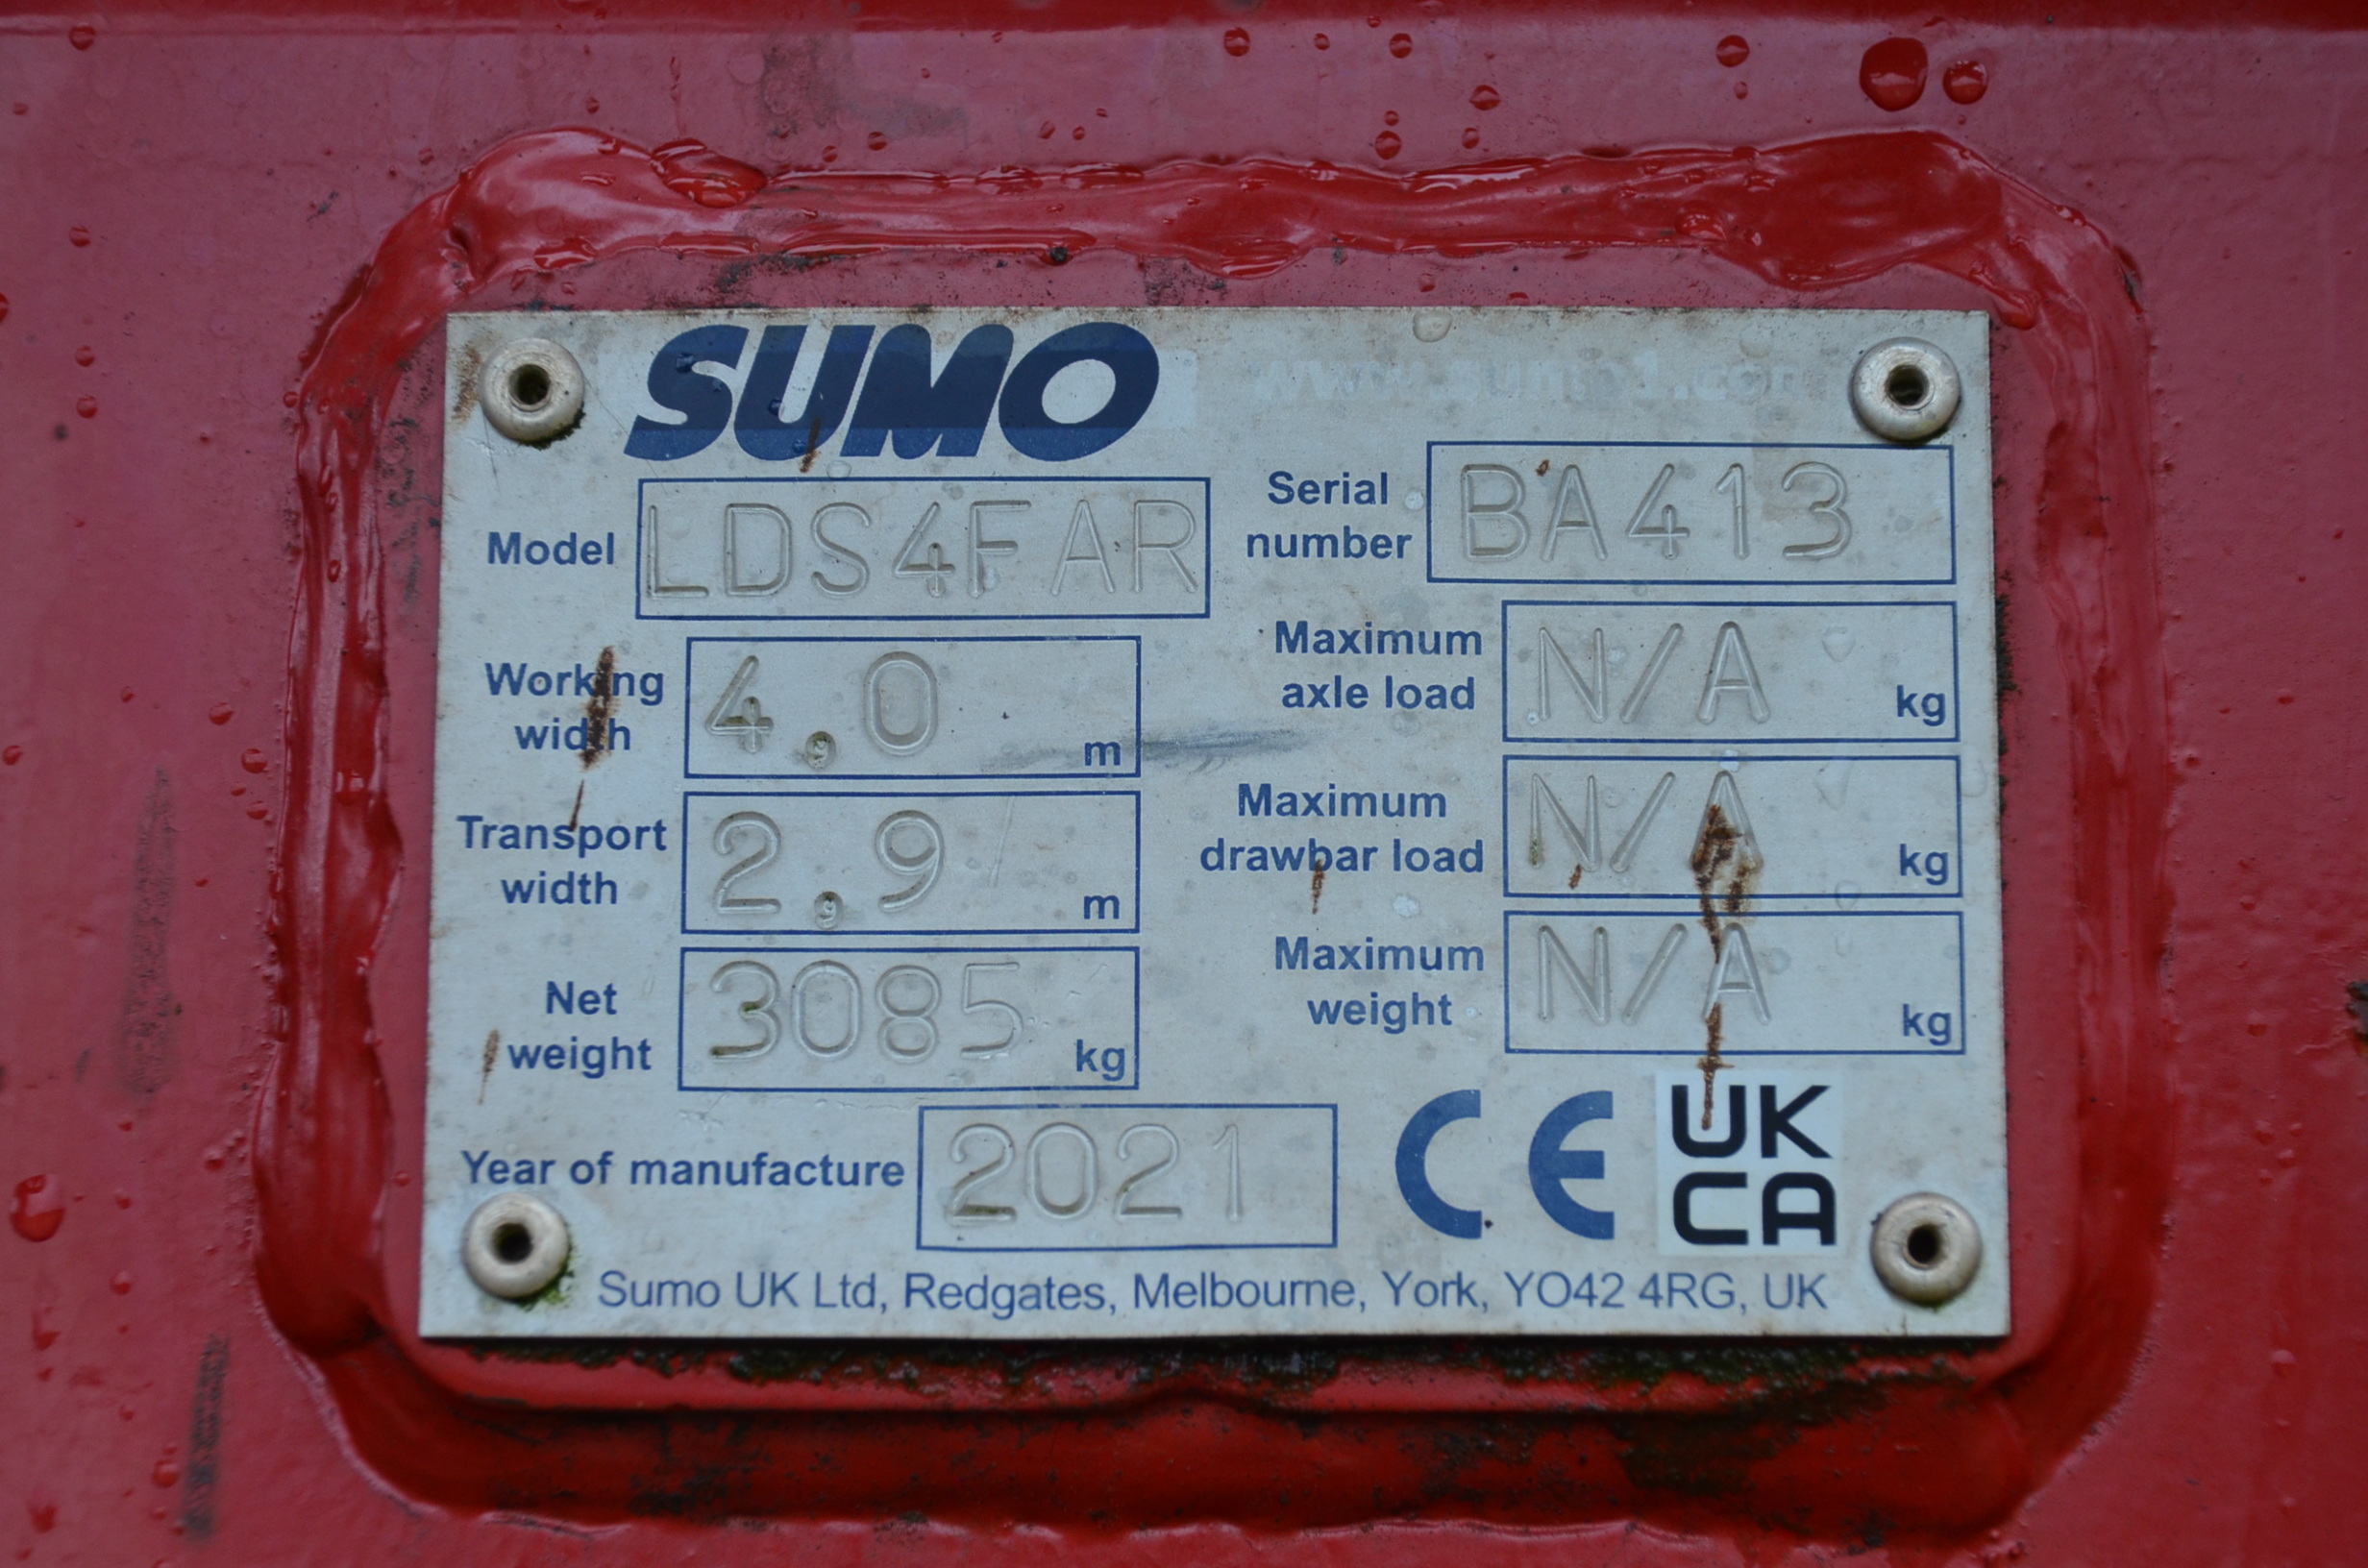 SUMO
Model LDS4FAR
Serial number BA413
Working width 4.0 m
Maximum axle load N/A kg
Transport width 2.9 m
Maximum drawbar load N/A kg
Net weight 3085 kg
Maximum weight N/A kg
Year of manufacture 2021
CE
UK
CA
Sumo UK Ltd, Redgates, Melbourne, York, YO42 4RG, UK